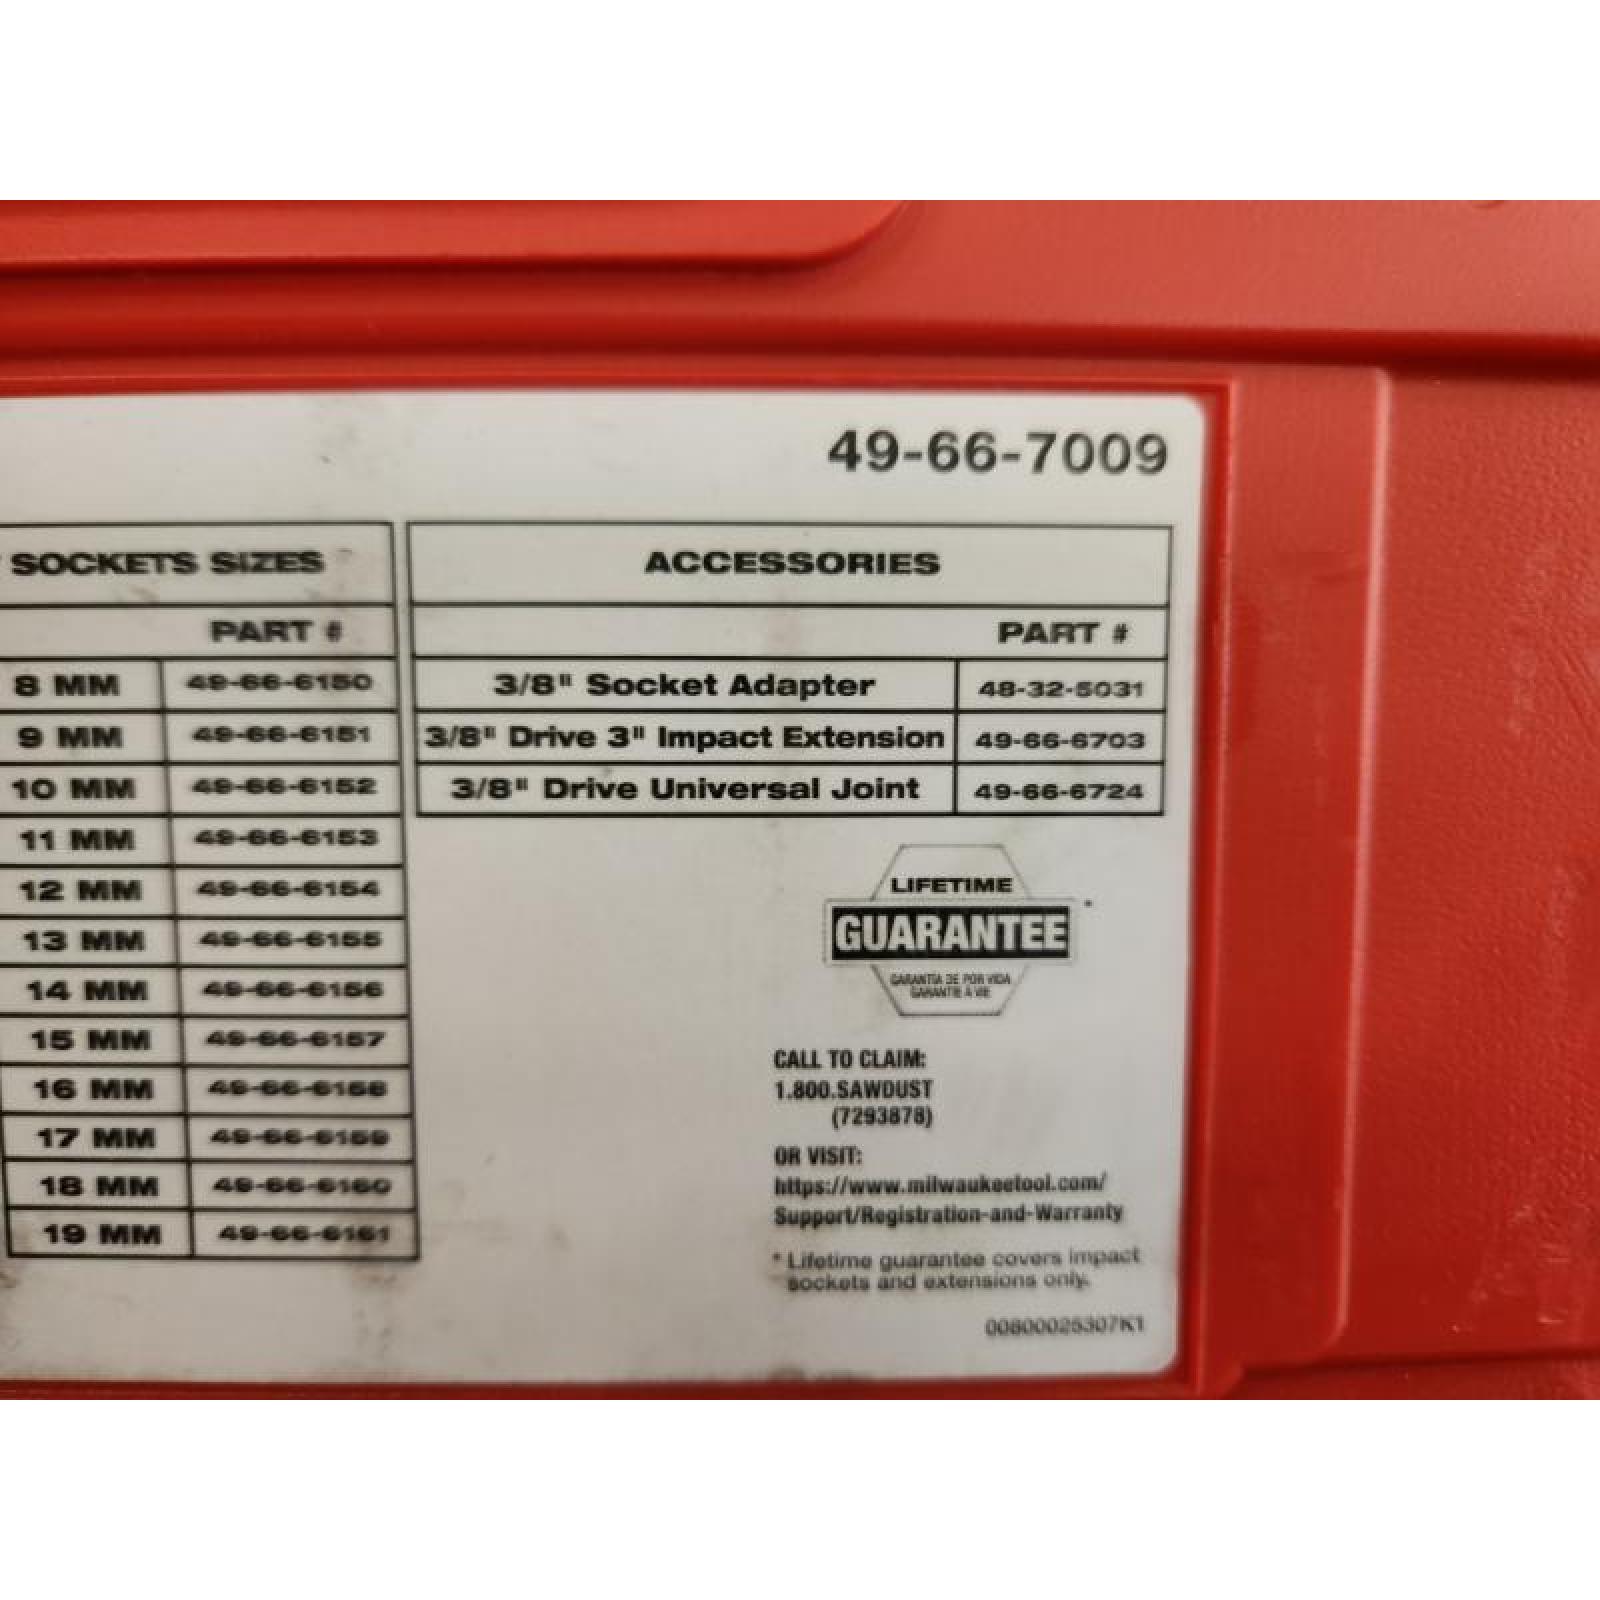 49-66-7009
SOCKETS SIZES
PART #
8 MM 49-66-6150
9 MM 49-66-6151
10 MM 49-66-6152
11 MM 49-66-6153
12 MM 49-66-6154
13 MM 49-66-6155
14 MM 49-66-6156
15 MM 49-66-6157
16 MM 49-66-6158
17 MM 49-66-6159
18 MM 49-66-6160
19 MM 49-66-6161
ACCESSORIES
PART #
3/8" Socket Adapter 48-32-5031
3/8" Drive 3" Impact Extension 49-66-6703
3/8" Drive Universal Joint 49-66-6724
LIFETIME
GUARANTEE*
GARANTÍA DE POR VIDA
GARANTIE À VIE
CALL TO CLAIM:
1.800.SAWDUST
(7293878)
OR VISIT:
https://www.milwaukeetool.com/
Support/Registration-and-Warranty
* Lifetime guarantee covers impact
sockets and extensions only.
00800025307K1